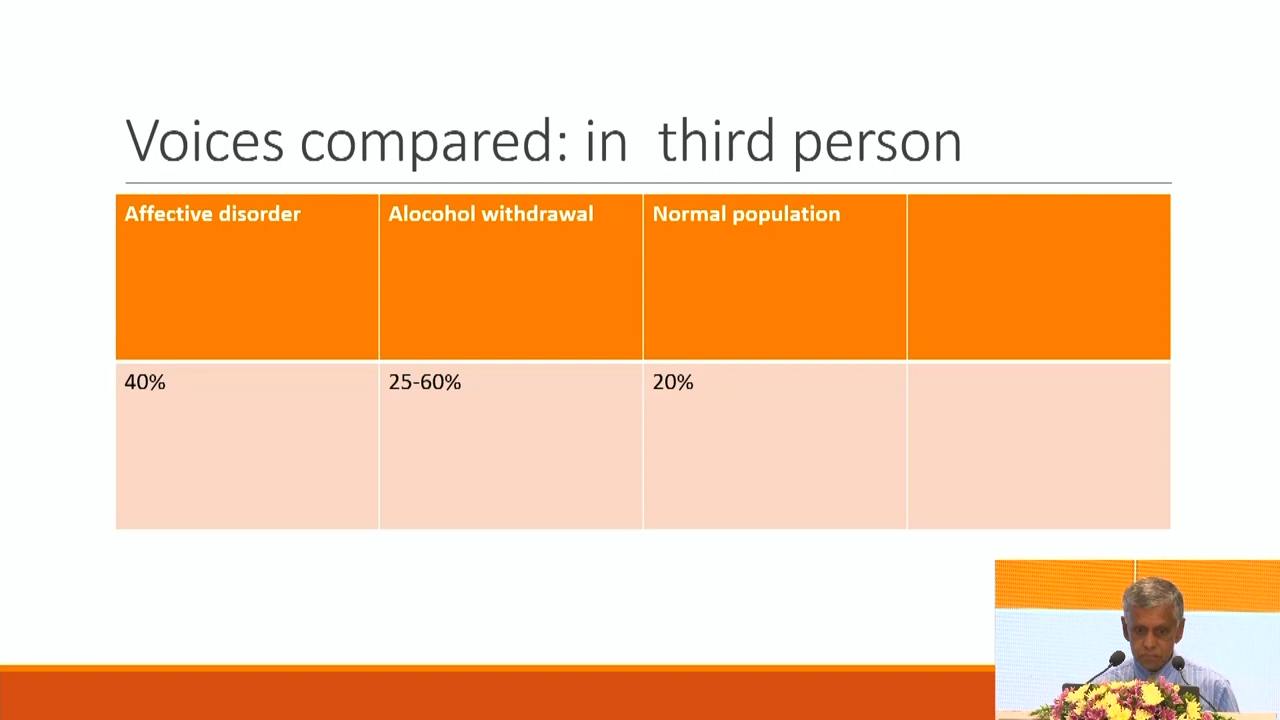 Voices compared: in third person
Affective disorder
Alocohol withdrawal
Normal population
40%
25-60%
20%